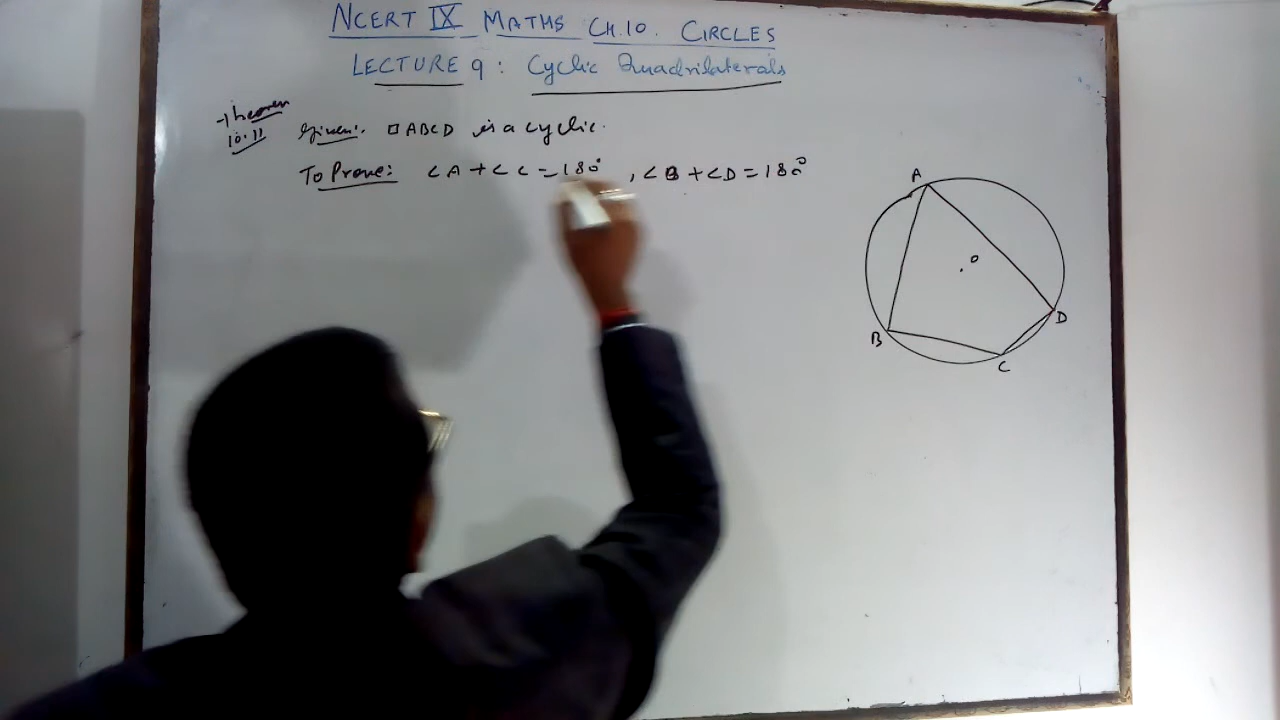 NCERT IX MATHS CH.10. CIRCLES
LECTURE 9: Cyclic Quadrilaterals
Theorem
10.11
Given:. □ABCD is a cyclic.
To Prove: ∠A+∠C=180° , ∠B+∠D=180°
A
O
D
B
C